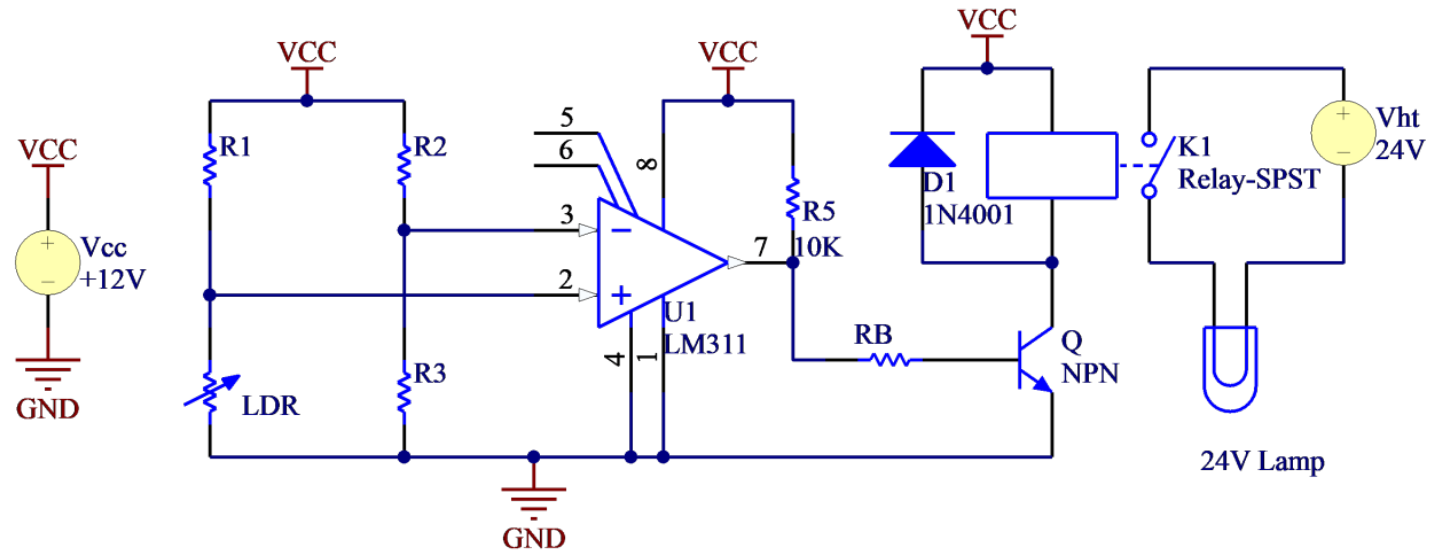 VCC
Vcc
+12V
GND
VCC
R1
R2
LDR
R3
GND
5
6
3
2
8
4
1
7
−
+
U1
LM311
VCC
R5
10K
RB
VCC
D1
1N4001
Q
NPN
K1
Relay-SPST
+
−
Vht
24V
24V Lamp
+
−